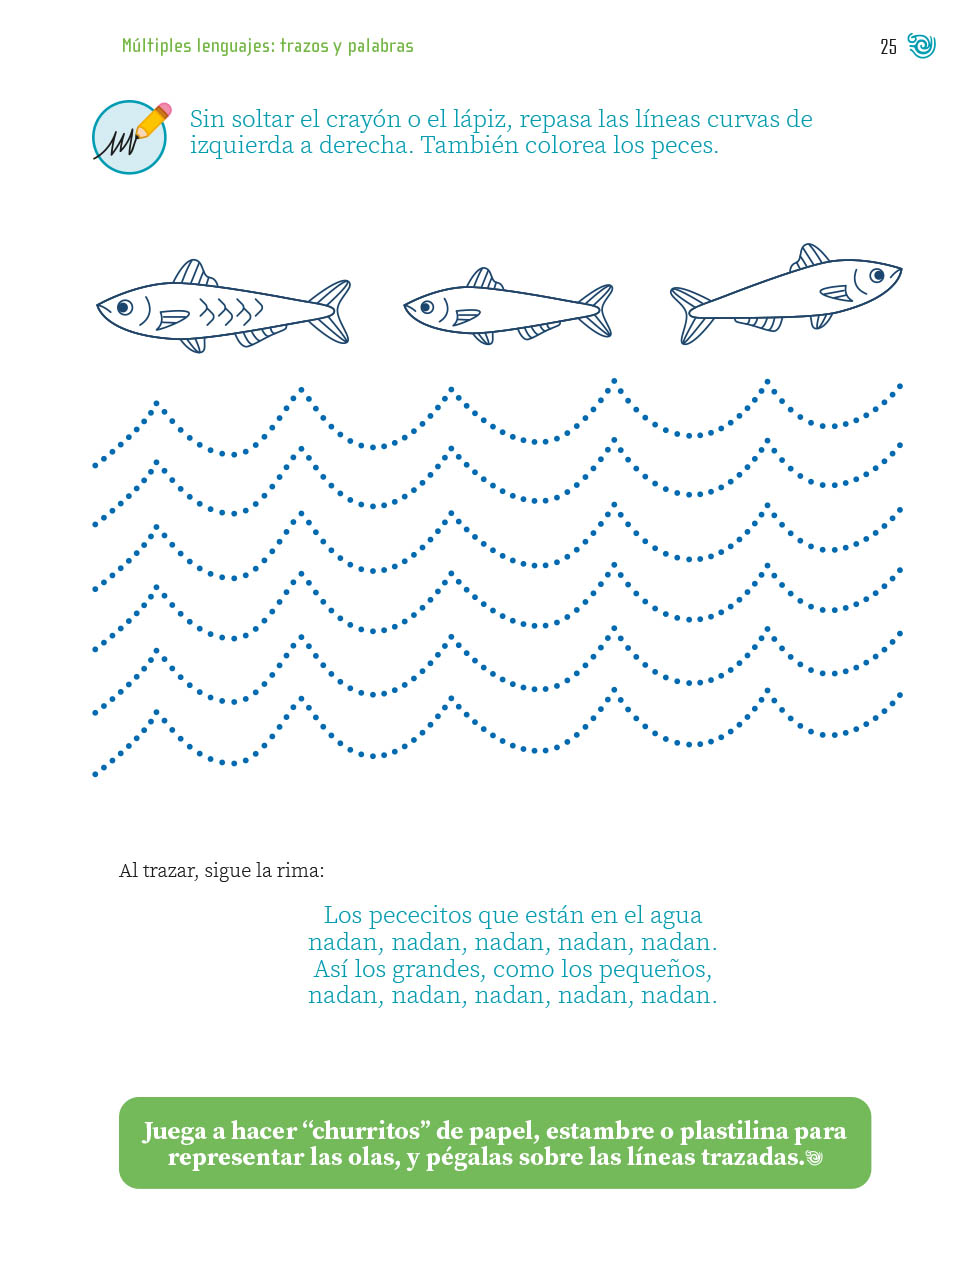 Múltiples lenguajes: trazos y palabras
25
Sin soltar el crayón o el lápiz, repasa las líneas curvas de
izquierda a derecha. También colorea los peces.
Al trazar, sigue la rima:
Los pececitos que están en el agua
nadan, nadan, nadan, nadan, nadan.
Así los grandes, como los pequeños,
nadan, nadan, nadan, nadan, nadan.
Juega a hacer “churritos” de papel, estambre o plastilina para
representar las olas, y pégalas sobre las líneas trazadas.